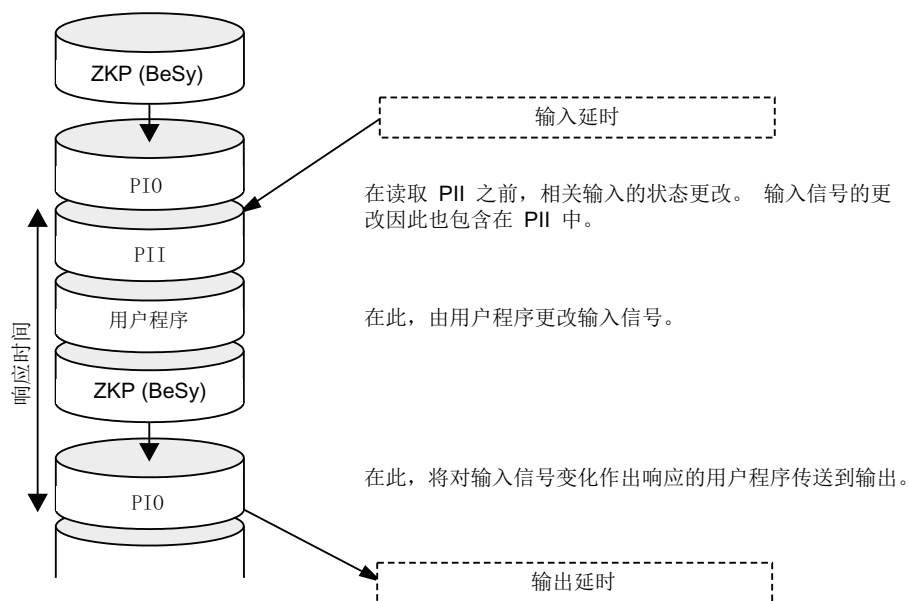 ZKP (BeSy)
输入延时
PIO
在读取 PII 之前，相关输入的状态更改。 输入信号的更
改因此也包含在 PII 中。
PII
用户程序
在此，由用户程序更改输入信号。
响应时间
ZKP (BeSy)
在此，将对输入信号变化作出响应的用户程序传送到输出。
PIO
输出延时